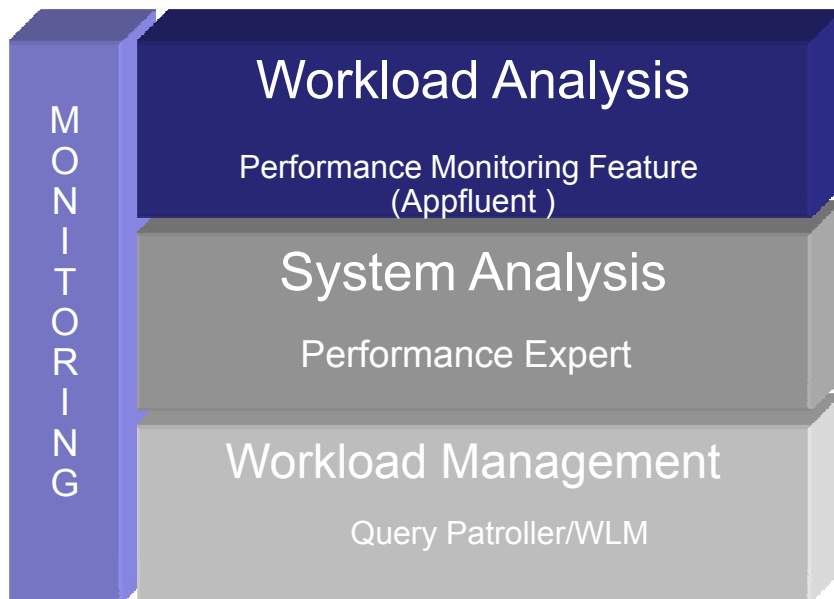 MONITORING
Workload Analysis
Performance Monitoring Feature
(Appfluent )
System Analysis
Performance Expert
Workload Management
Query Patroller/WLM